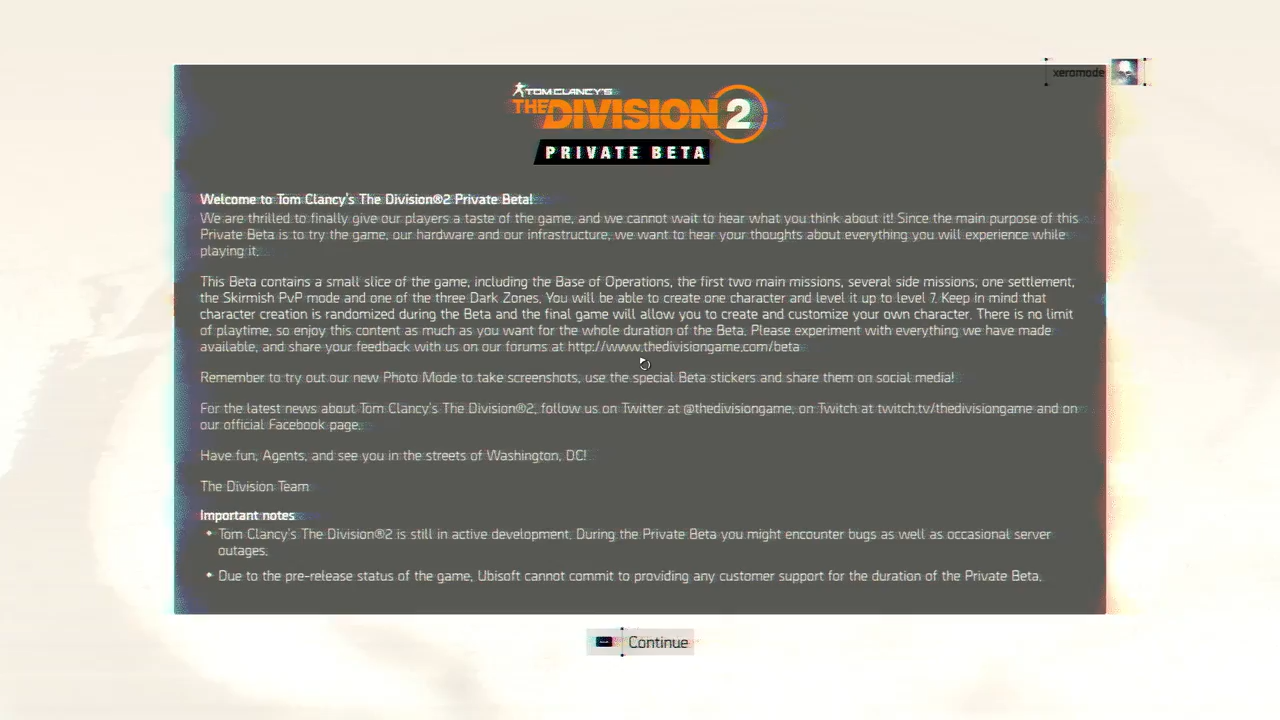 xeromode
TOM CLANCY'S
THE DIVISION 2
PRIVATE BETA
Welcome to Tom Clancy's The Division®2 Private Beta!
We are thrilled to finally give our players a taste of the game, and we cannot wait to hear what you think about it! Since the main purpose of this
Private Beta is to try the game, our hardware and our infrastructure, we want to hear your thoughts about everything you will experience while
playing it.
This Beta contains a small slice of the game, including the Base of Operations, the first two main missions, several side missions, one settlement,
the Skirmish PvP mode and one of the three Dark Zones. You will be able to create one character and level it up to level 7. Keep in mind that
character creation is randomized during the Beta and the final game will allow you to create and customize your own character. There is no limit
of playtime, so enjoy this content as much as you want for the whole duration of the Beta. Please experiment with everything we have made
available, and share your feedback with us on our forums at http://www.thedivisiongame.com/beta
Remember to try out our new Photo Mode to take screenshots, use the special Beta stickers and share them on social media!
For the latest news about Tom Clancy's The Division®2, follow us on Twitter at @thedivisiongame, on Twitch at twitch.tv/thedivisiongame and on
our official Facebook page.
Have fun, Agents, and see you in the streets of Washington, DC!
The Division Team
Important notes
Tom Clancy's The Division®2 is still in active development. During the Private Beta you might encounter bugs as well as occasional server
outages.
Due to the pre-release status of the game, Ubisoft cannot commit to providing any customer support for the duration of the Private Beta.
Continue